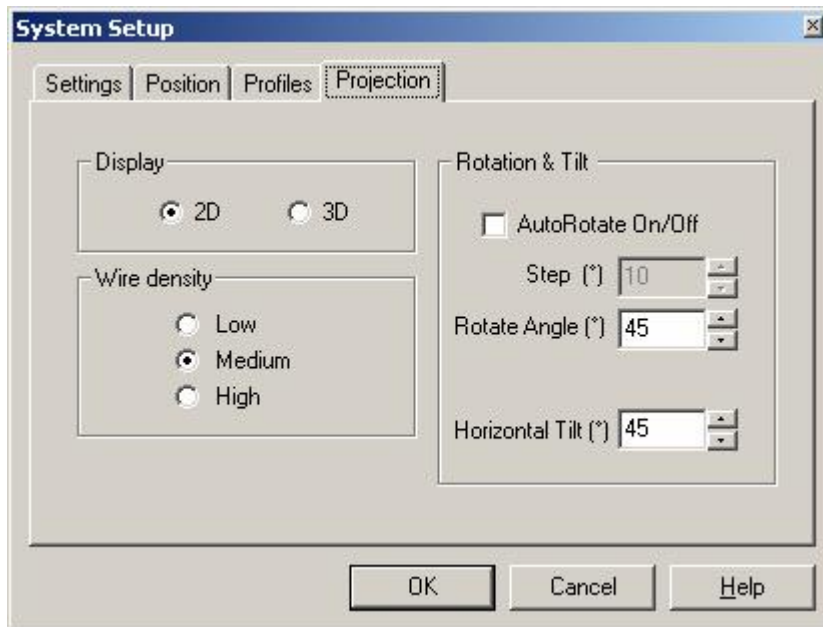 System Setup
Settings Position Profiles Projection
Display
2D 3D
Wire density
Low
Medium
High
Rotation & Tilt
AutoRotate On/Off
Step (*) 10
Rotate Angle (*) 45
Horizontal Tilt (*) 45
OK Cancel Help